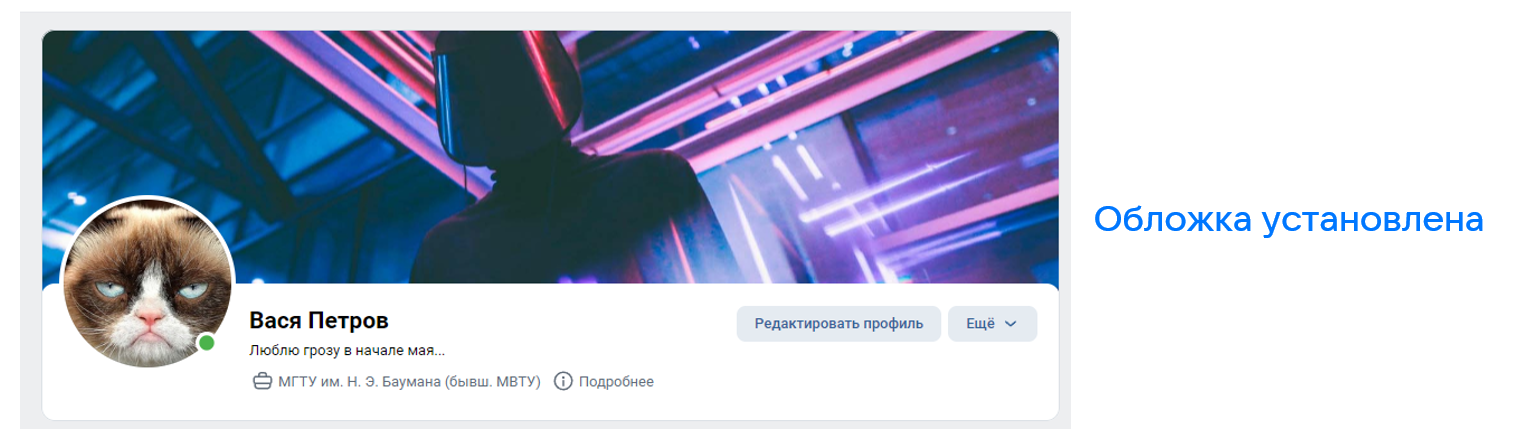 Обложка установлена
Вася Петров
Редактировать профиль
Ещё
Люблю грозу в начале мая...
МГТУ им. Н. Э. Баумана (бывш. МВТУ)
Подробнее